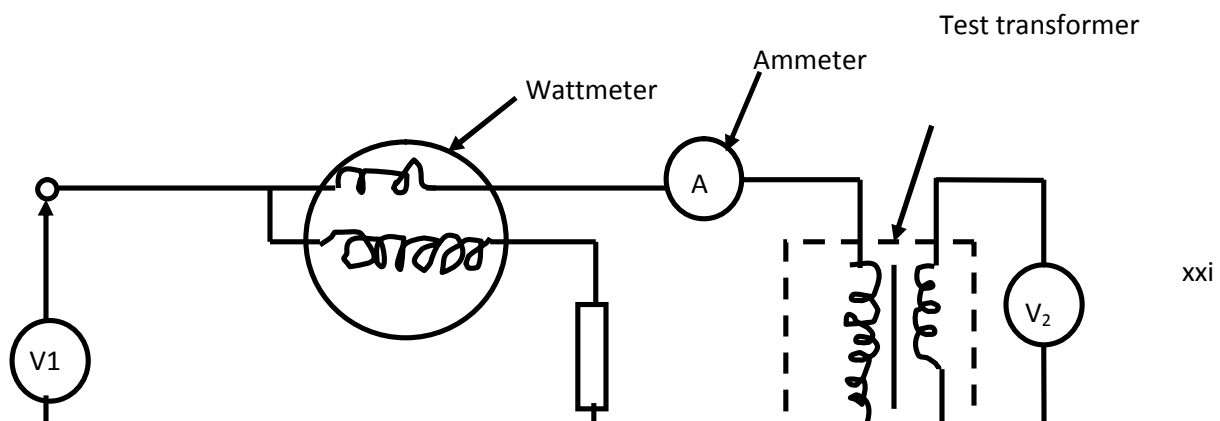 Test transformer
Ammeter
Wattmeter
A
xxi
V₂
V1